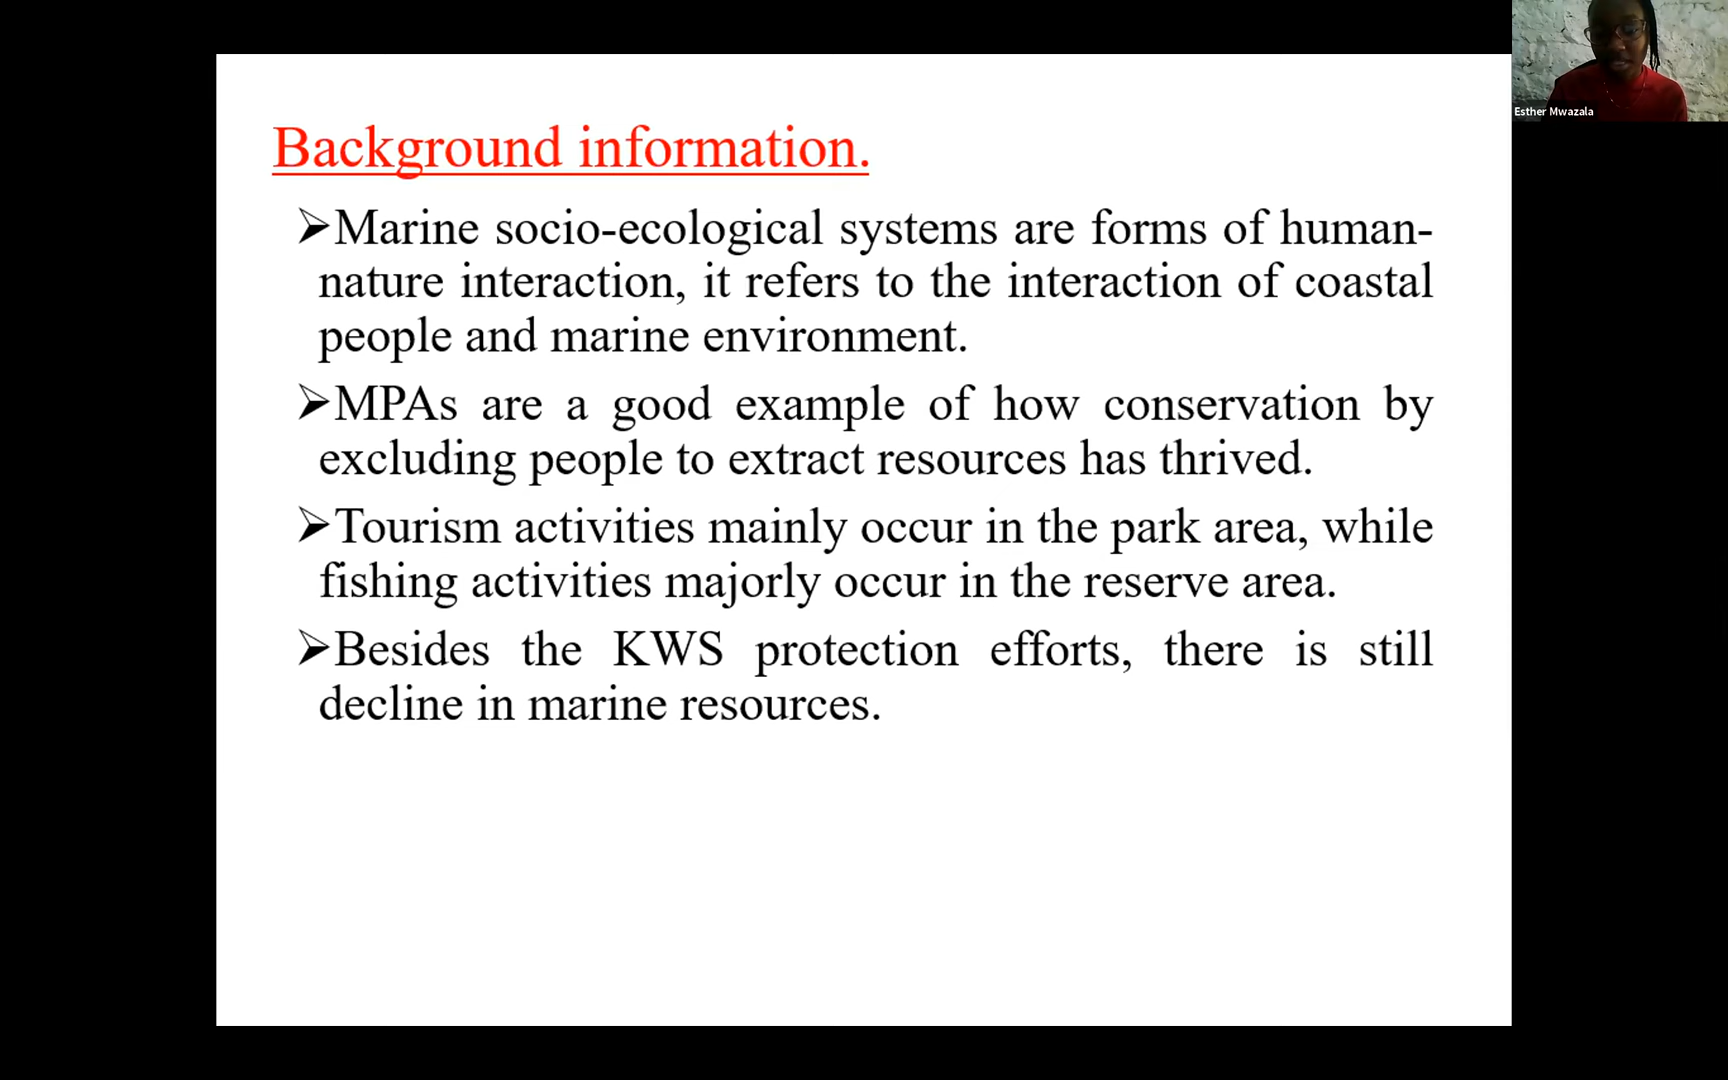 Background information.
➢Marine socio-ecological systems are forms of human-
nature interaction, it refers to the interaction of coastal
people and marine environment.
➢MPAs are a good example of how conservation by
excluding people to extract resources has thrived.
➢Tourism activities mainly occur in the park area, while
fishing activities majorly occur in the reserve area.
➢Besides the KWS protection efforts, there is still
decline in marine resources.
Esther Mwazala